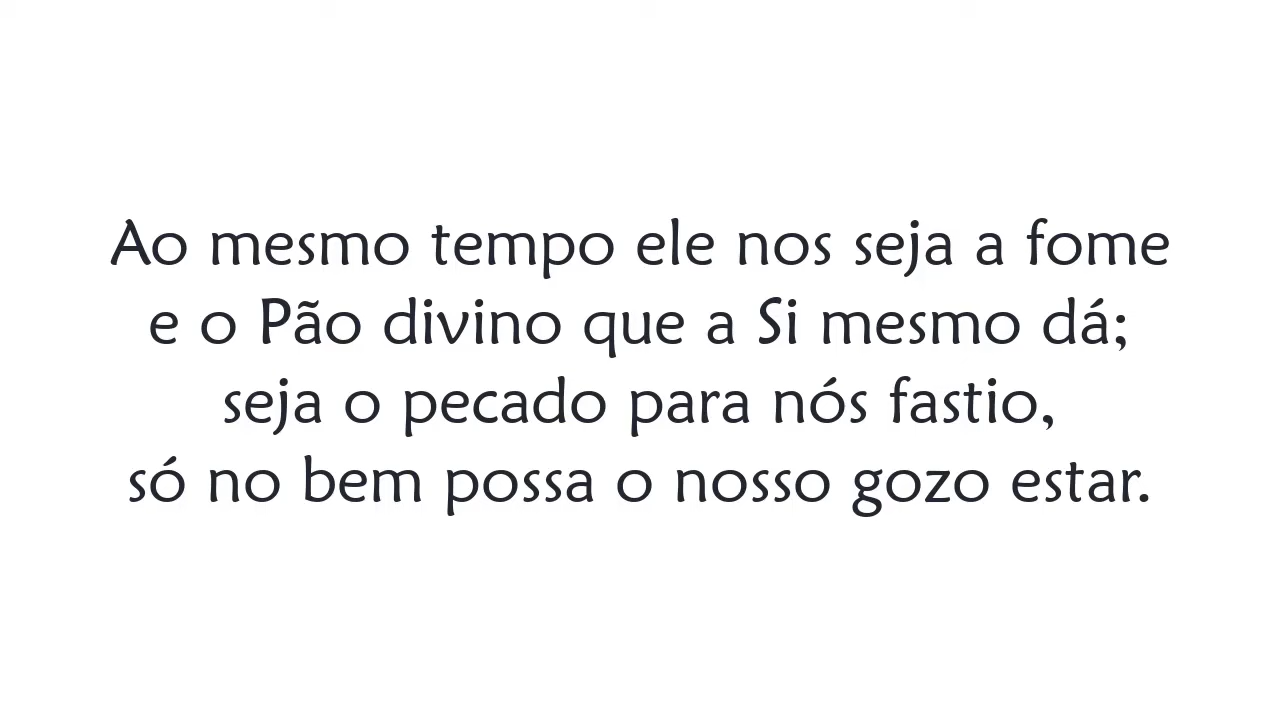 Ao mesmo tempo ele nos seja a fome
e o Pão divino que a Si mesmo dá;
seja o pecado para nós fastio,
só no bem possa o nosso gozo estar.